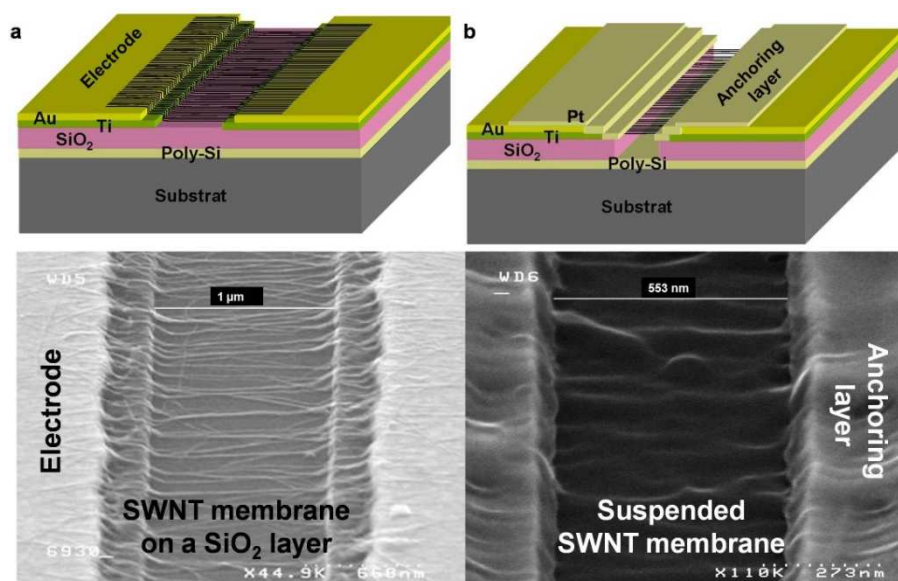 a
Electrode
Au
Ti
SiO₂
Poly-Si
Substrat
b
Anchoring
layer
Pt
Au
Ti
SiO₂
Poly-Si
Substrat
WD5
1 µm
Electrode
SWNT membrane
on a SiO₂ layer
6930
X44.9K 668nm
WD6
553 nm
Anchoring
layer
Suspended
SWNT membrane
X110K 273nm